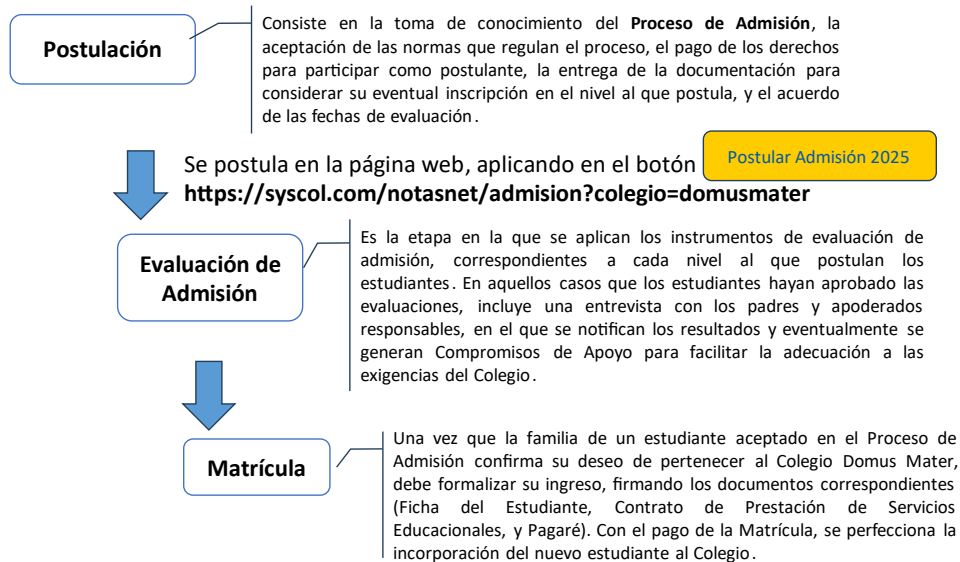 Postulación
Consiste en la toma de conocimiento del Proceso de Admisión, la
aceptación de las normas que regulan el proceso, el pago de los derechos
para participar como postulante, la entrega de la documentación para
considerar su eventual inscripción en el nivel al que postula, y el acuerdo
de las fechas de evaluación.
Se postula en la página web, aplicando en el botón
Postular Admisión 2025
https://syscol.com/notasnet/admision?colegio=domusmater
Evaluación de
Admisión
Es la etapa en la que se aplican los instrumentos de evaluación de
admisión, correspondientes a cada nivel al que postulan los
estudiantes. En aquellos casos que los estudiantes hayan aprobado las
evaluaciones, incluye una entrevista con los padres y apoderados
responsables, en el que se notifican los resultados y eventualmente se
generan Compromisos de Apoyo para facilitar la adecuación a las
exigencias del Colegio.
Matrícula
Una vez que la familia de un estudiante aceptado en el Proceso de
Admisión confirma su deseo de pertenecer al Colegio Domus Mater,
debe formalizar su ingreso, firmando los documentos correspondientes
(Ficha del Estudiante, Contrato de Prestación de Servicios
Educacionales, y Pagaré). Con el pago de la Matrícula, se perfecciona la
incorporación del nuevo estudiante al Colegio.